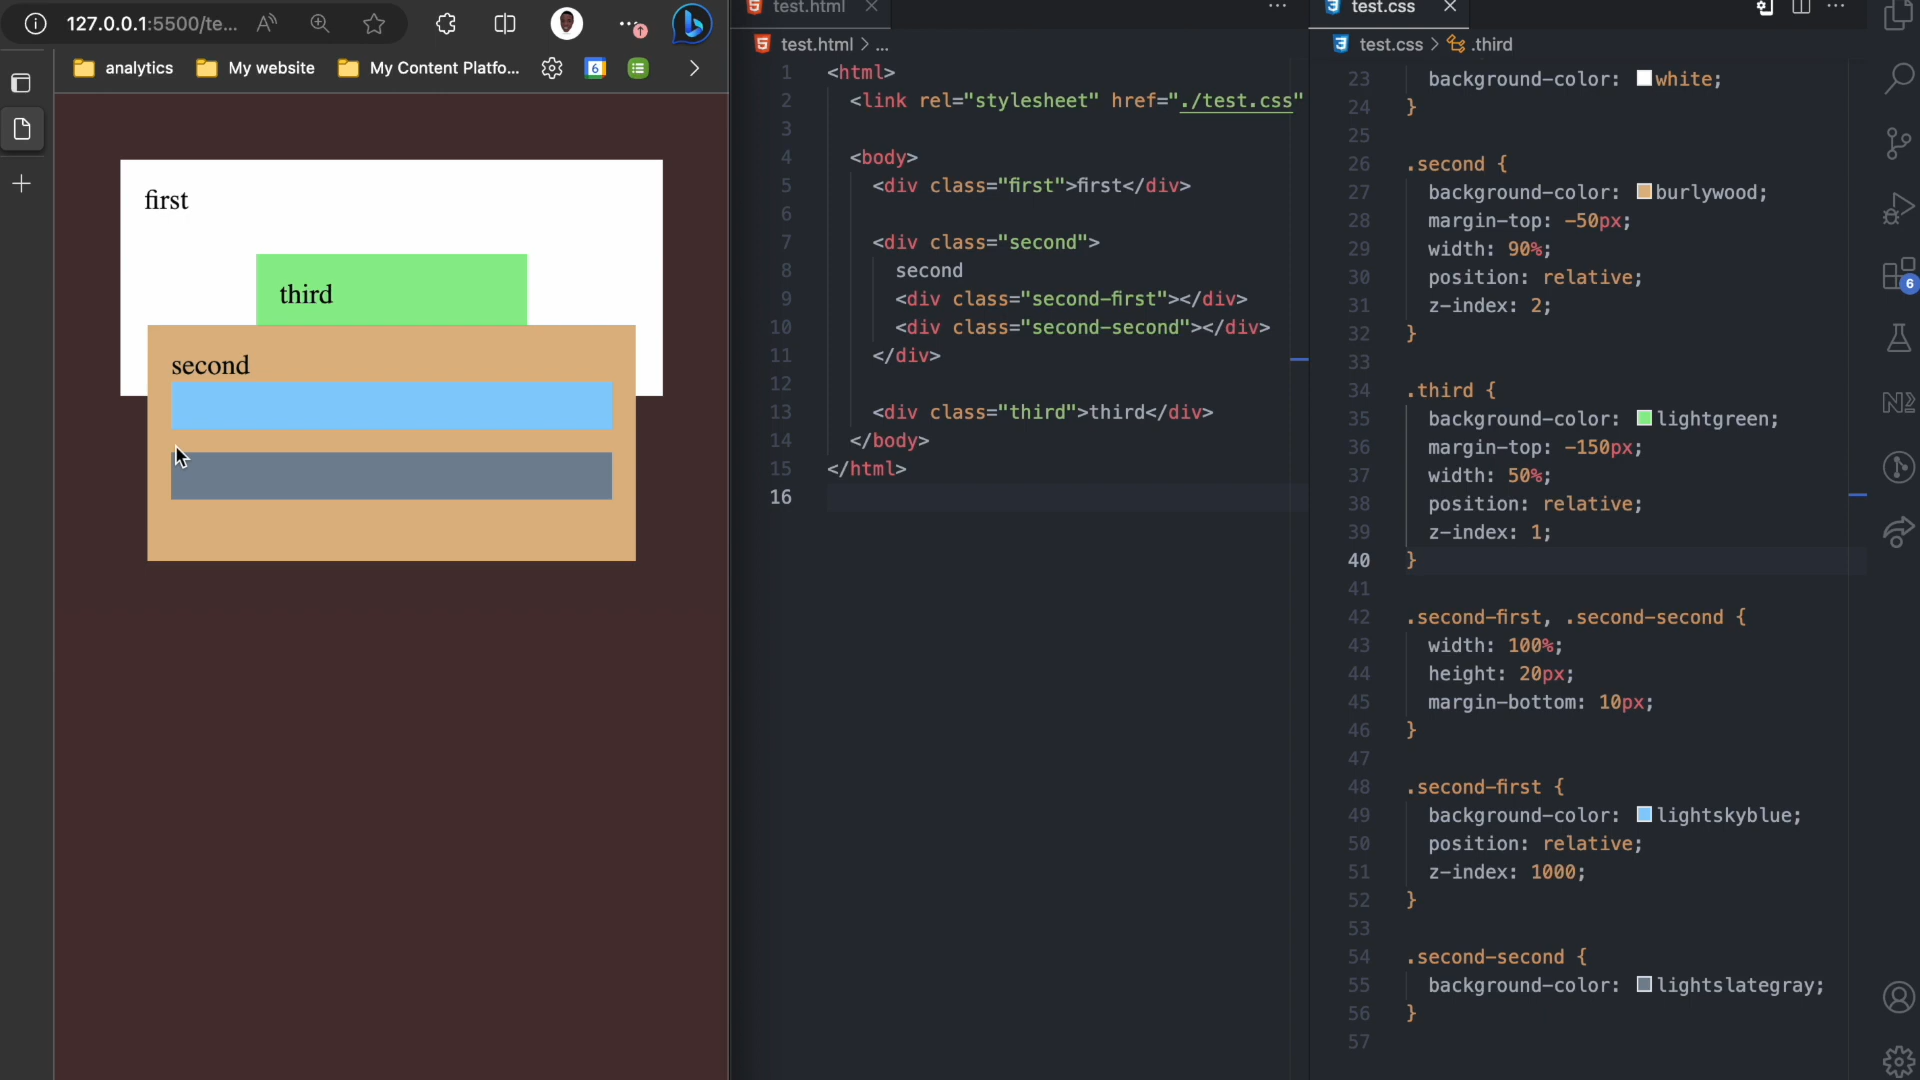 127.0.0.1:5500/te...
analytics
My website
My Content Platfo...
6
first
third
second
test.html
test.html > ...
1 <html>
2 <link rel="stylesheet" href="./test.css"
3
4 <body>
5 <div class="first">first</div>
6
7 <div class="second">
8 second
9 <div class="second-first"></div>
10 <div class="second-second"></div>
11 </div>
12
13 <div class="third">third</div>
14 </body>
15 </html>
16
test.css
test.css > .third
23 background-color: white;
24 }
25
26 .second {
27 background-color: burlywood;
28 margin-top: -50px;
29 width: 90%;
30 position: relative;
31 z-index: 2;
32 }
33
34 .third {
35 background-color: lightgreen;
36 margin-top: -150px;
37 width: 50%;
38 position: relative;
39 z-index: 1;
40 }
41
42 .second-first, .second-second {
43 width: 100%;
44 height: 20px;
45 margin-bottom: 10px;
46 }
47
48 .second-first {
49 background-color: lightskyblue;
50 position: relative;
51 z-index: 1000;
52 }
53
54 .second-second {
55 background-color: lightslategray;
56 }
57
6